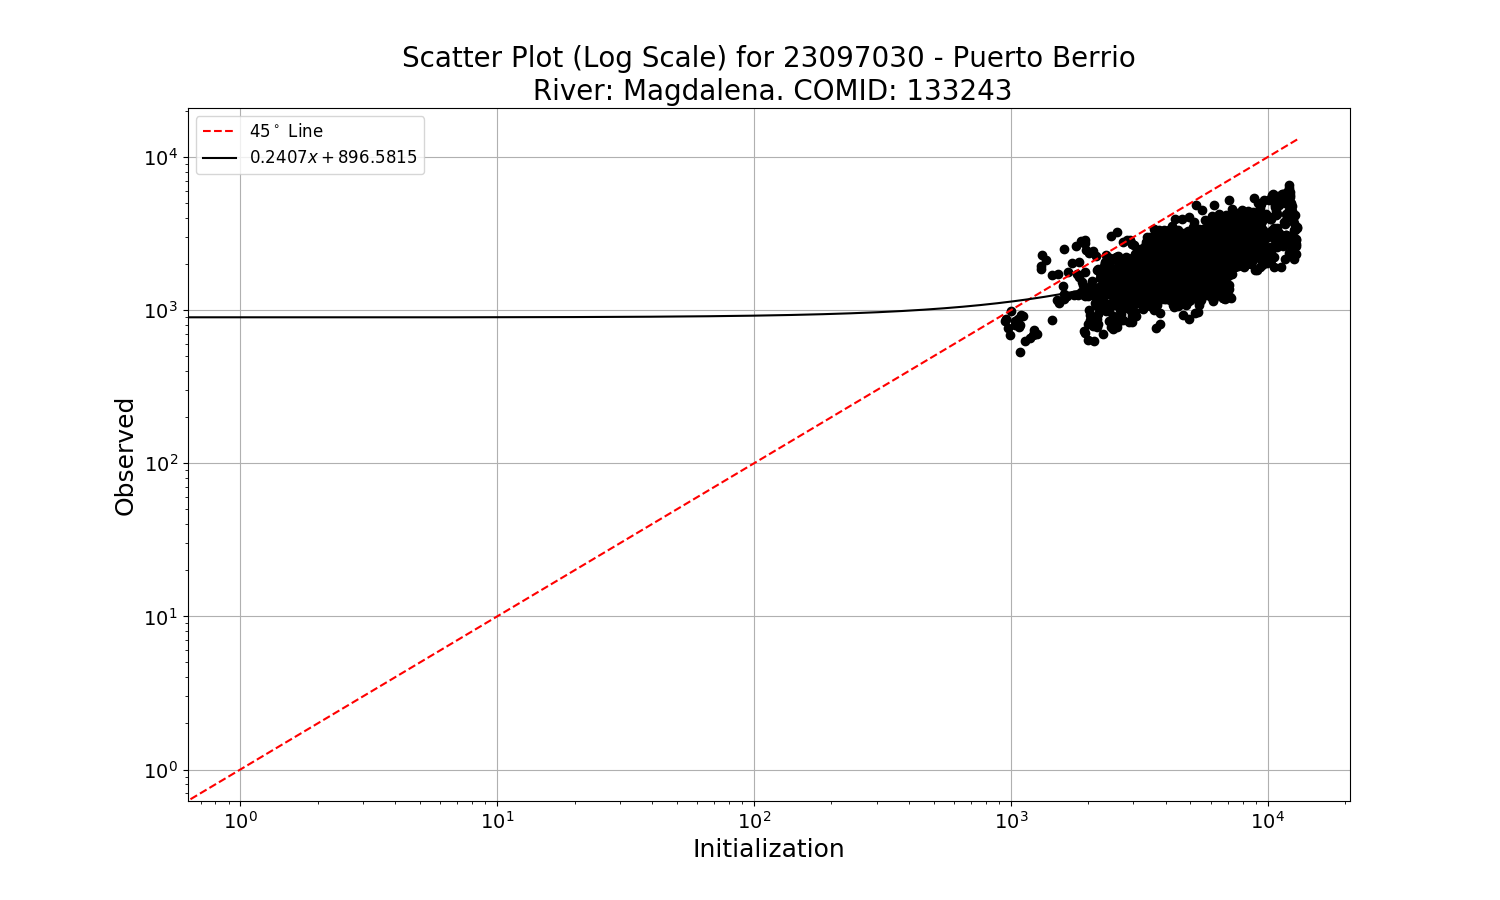 Scatter Plot (Log Scale) for 23097030 - Puerto Berrio
River: Magdalena. COMID: 133243
45° Line
0.2407x + 896.5815
10⁴
10³
10²
10¹
10⁰
Observed
10⁰ 10¹ 10² 10³ 10⁴
Initialization